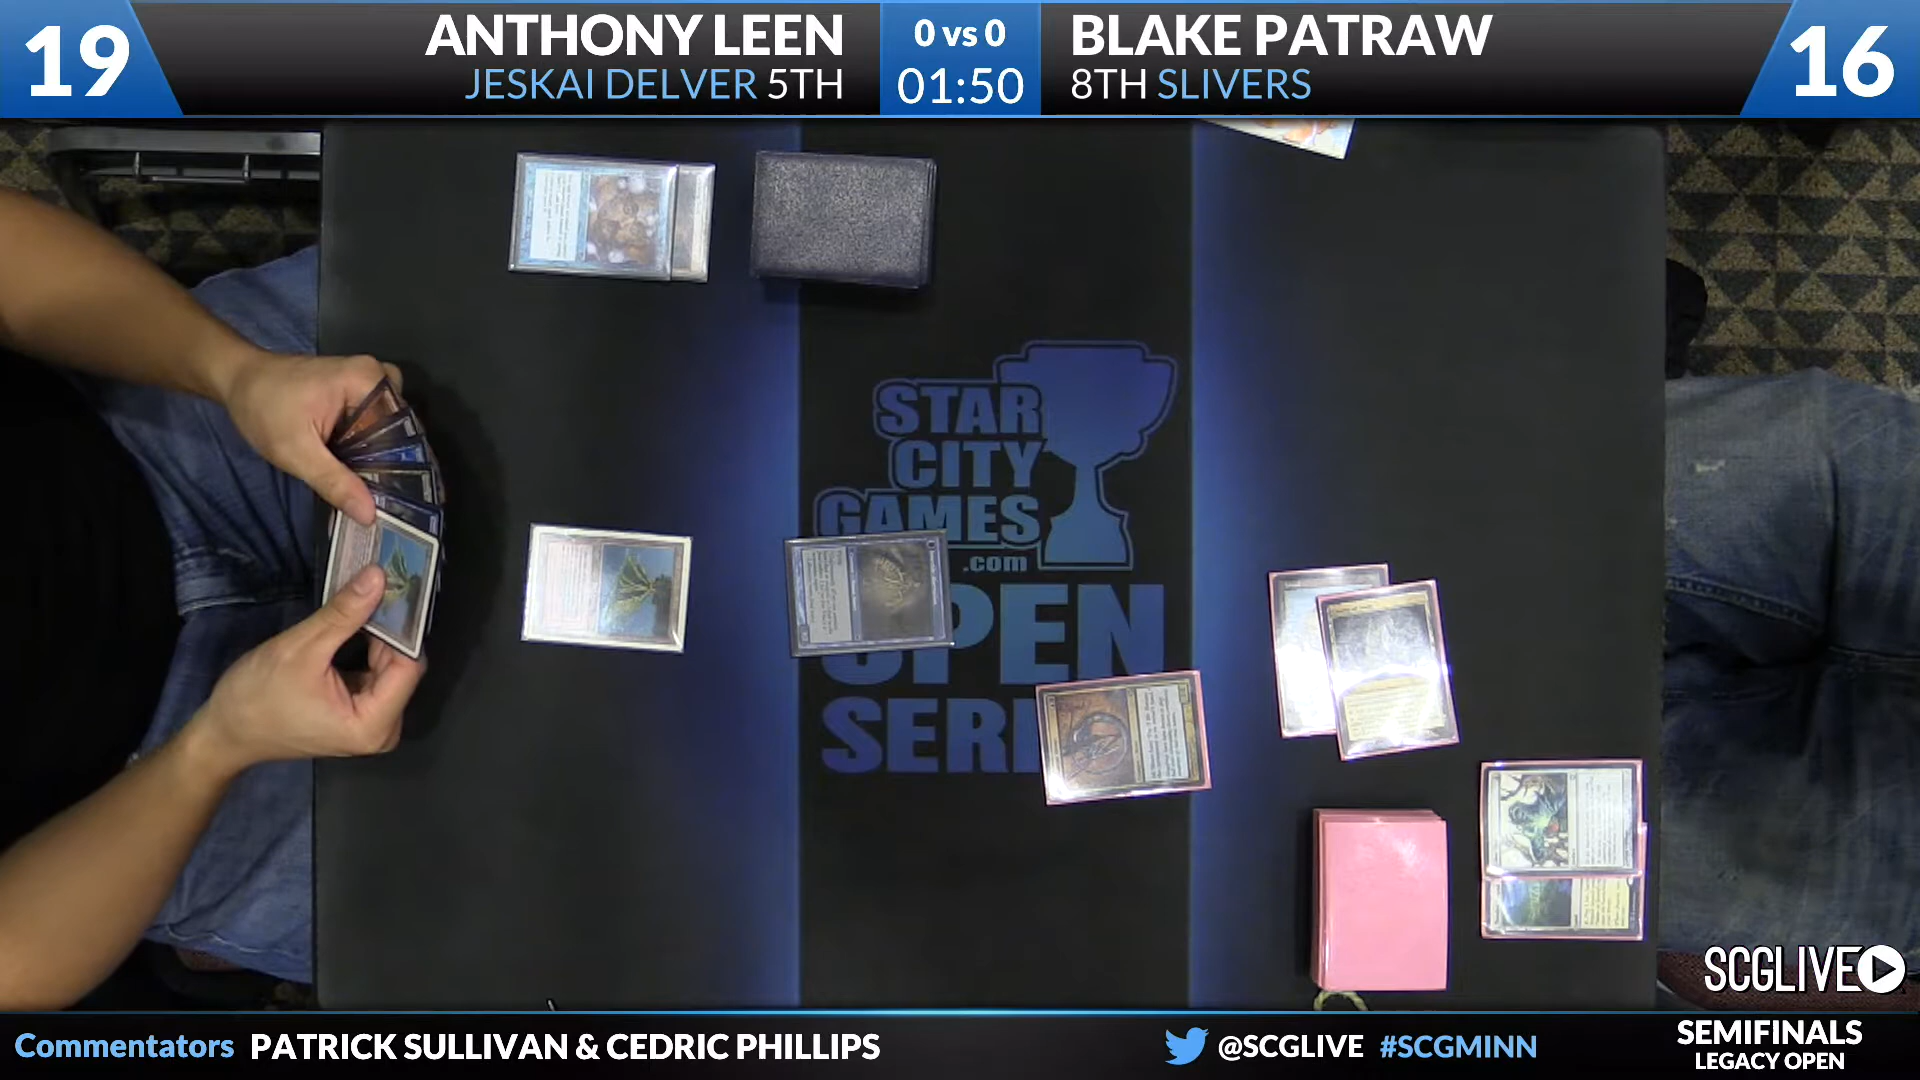 19
ANTHONY LEEN
JESKAI DELVER 5TH
0 vs 0
01:50
BLAKE PATRAW
8TH SLIVERS
16
STAR
CITY
GAMES
.com
OPEN
SERI
SCGLIVE
Commentators PATRICK SULLIVAN & CEDRIC PHILLIPS
@SCGLIVE #SCGMINN
SEMIFINALS
LEGACY OPEN